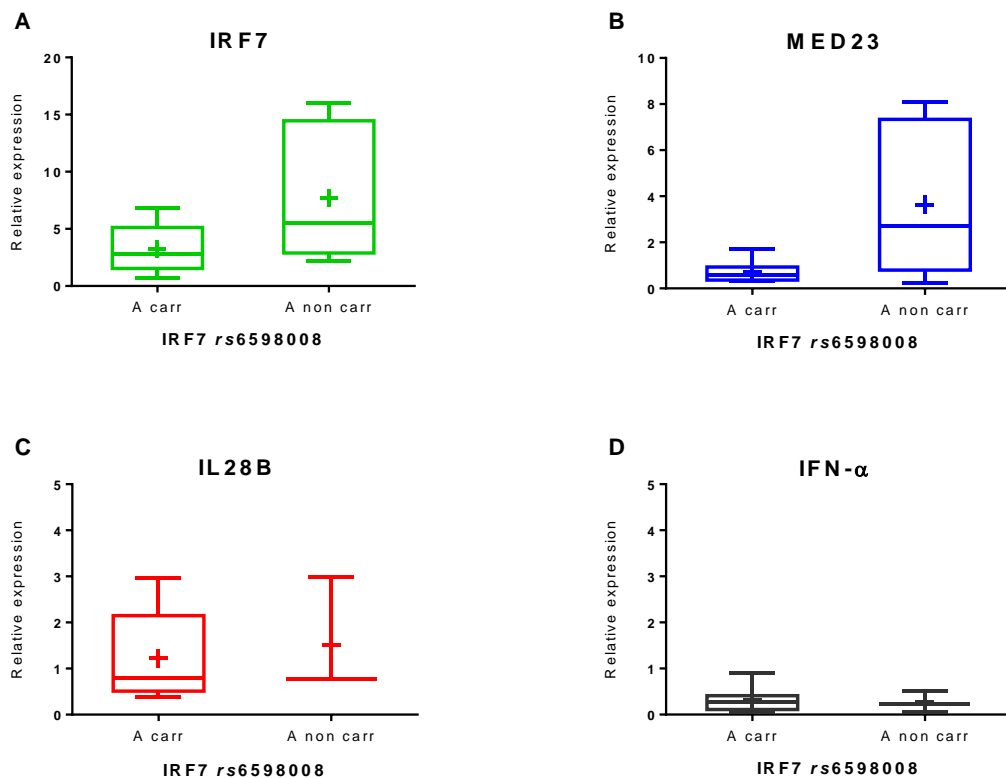 A
IRF7
20
15
10
5
0
Relative expression
A carr
A non carr
IRF7 rs6598008
B
MED23
10
8
6
4
2
0
Relative expression
A carr
A non carr
IRF7 rs6598008
C
IL28B
5
4
3
2
1
0
Relative expression
A carr
A non carr
IRF7 rs6598008
D
IFN-α
5
4
3
2
1
0
Relative expression
A carr
A non carr
IRF7 rs6598008